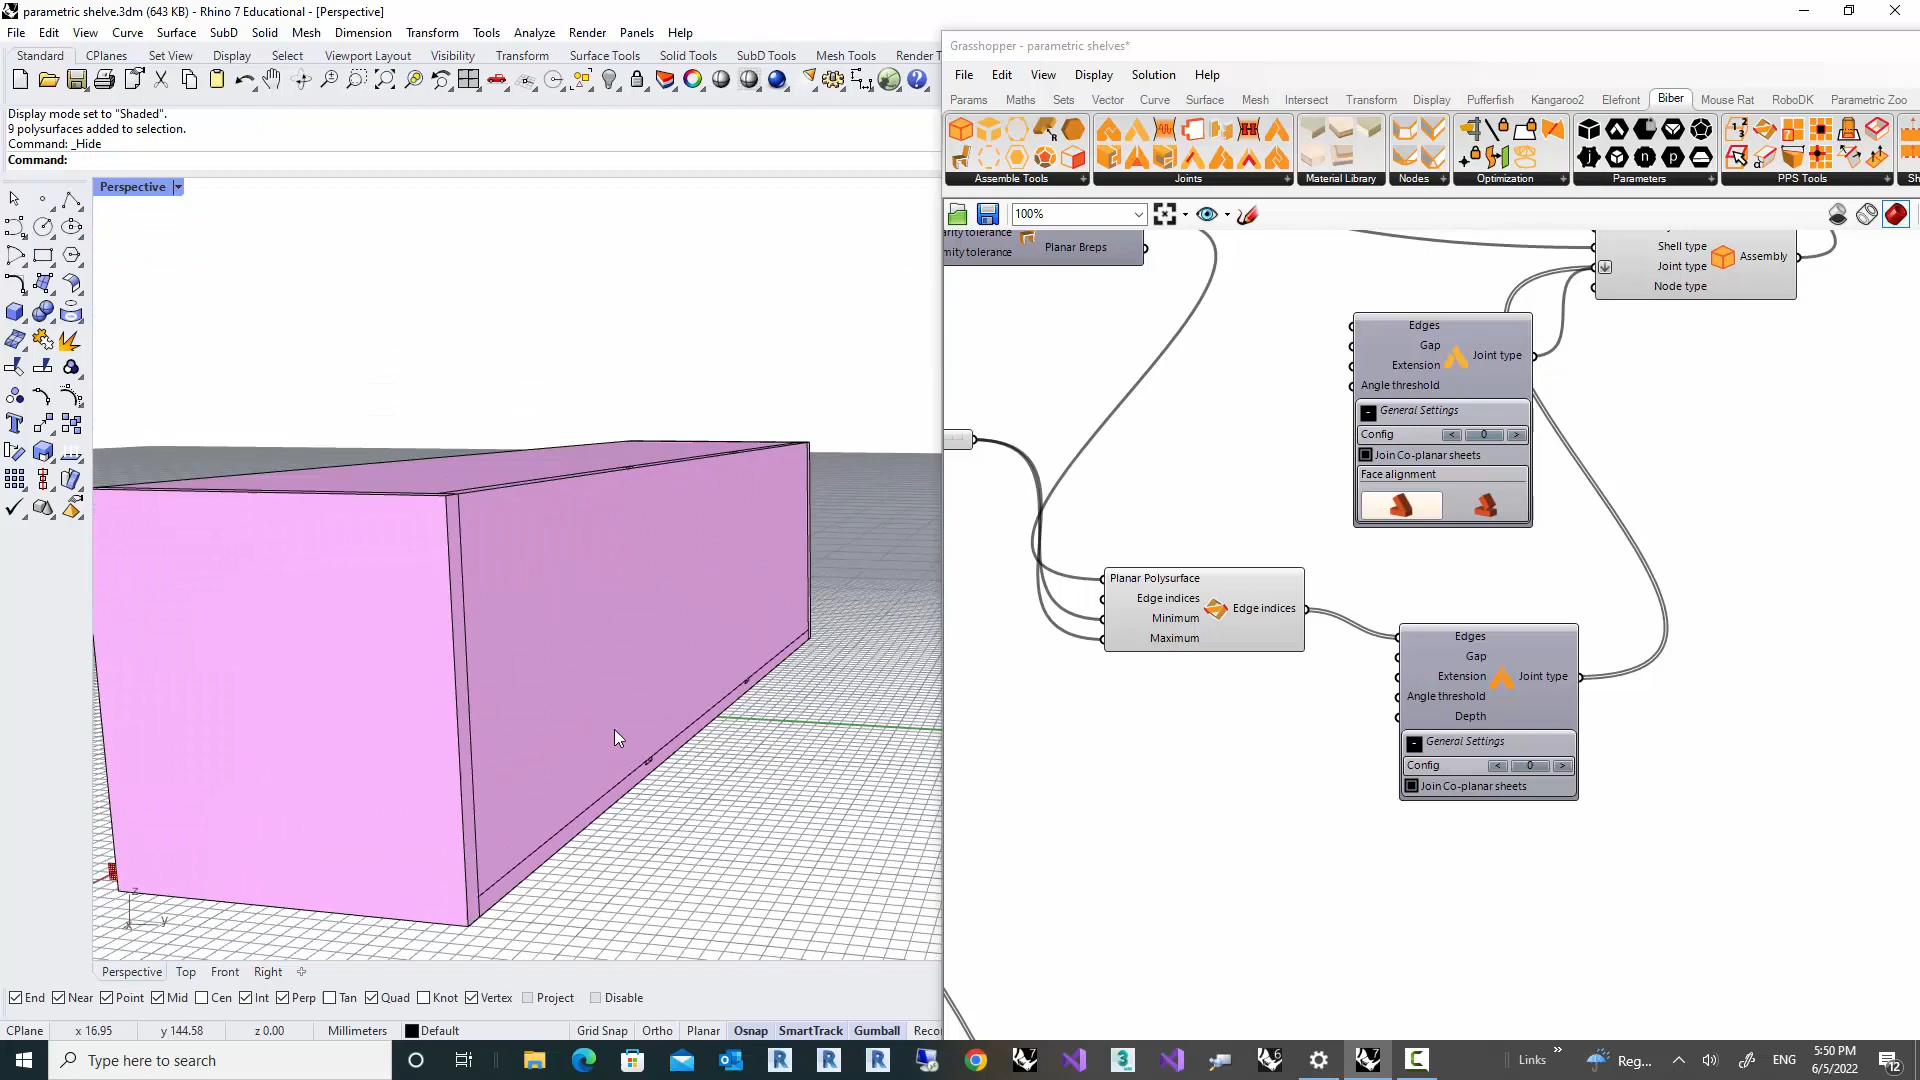 parametric shelve.3dm (643 KB) - Rhino 7 Educational - [Perspective]
File Edit View Curve Surface SubD Solid Mesh Dimension Transform Tools Analyze Render Panels Help
Standard CPlanes Set View Display Select Viewport Layout Visibility Transform Surface Tools Solid Tools SubD Tools Mesh Tools Render T
Display mode set to "Shaded".
9 polysurfaces added to selection.
Command: _Hide
Command:
Perspective
z
y
x
Perspective Top Front Right
End Near Point Mid Cen Int Perp Tan Quad Knot Vertex Project Disable
CPlane x 16.95 y 144.58 z 0.00 Millimeters Default Grid Snap Ortho Planar Osnap SmartTrack Gumball Reco
Grasshopper - parametric shelves*
File Edit View Display Solution Help
Params Maths Sets Vector Curve Surface Mesh Intersect Transform Display Pufferfish Kangaroo2 Elefront Biber Mouse Rat RoboDK Parametric Zoo
Assemble Tools Joints Material Library Nodes Optimization Parameters PPS Tools Sh
100%
arity tolerance
mity tolerance
Planar Breps
Shell type
Joint type
Node type
Assembly
Edges
Gap
Extension
Angle threshold
Joint type
General Settings
Config < 0 >
Join Co-planar sheets
Face alignment
Planar Polysurface
Edge indices
Minimum
Maximum
Edge indices
Edges
Gap
Extension
Angle threshold
Depth
Joint type
General Settings
Config < 0 >
Join Co-planar sheets
Type here to search
Links
Reg...
ENG
5:50 PM
6/5/2022
12